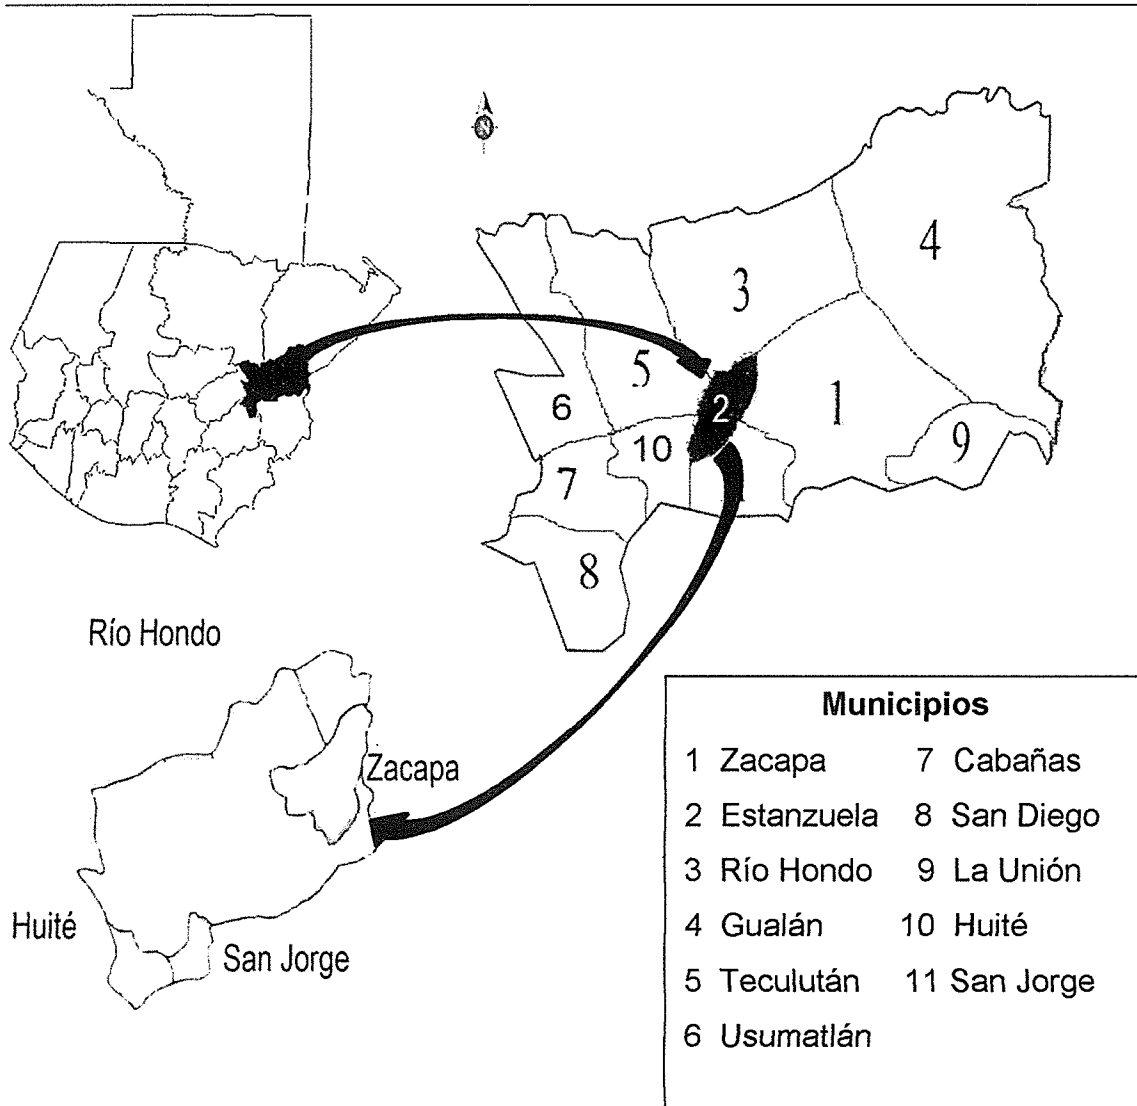 N
4
3
5
1
6
2
9
10
7
8
Río Hondo
Zacapa
Huité
San Jorge
Municipios
1 Zacapa 7 Cabañas
2 Estanzuela 8 San Diego
3 Río Hondo 9 La Unión
4 Gualán 10 Huité
5 Teculután 11 San Jorge
6 Usumatlán